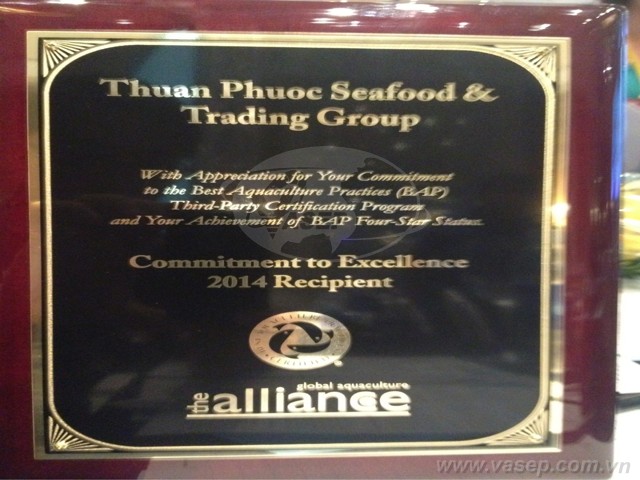 Thuan Phuoc Seafood &
Trading Group
With Appreciation for Your Commitment
to the Best Aquaculture Practices (BAP)
Third-Party Certification Program
and Your Achievement of BAP Four-Star Status.
Commitment to Excellence
2014 Recipient
global aquaculture
the alliance
www.vasep.com.vn